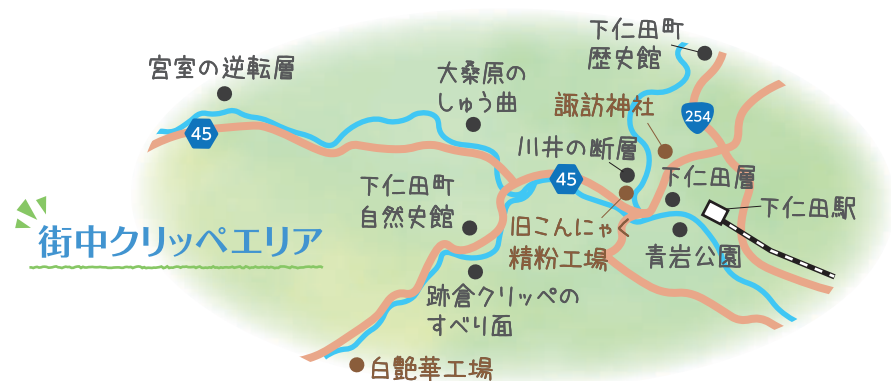 下仁田町
歴史館
宮室の逆転層
大桑原の
しゅう曲
諏訪神社
254
45
川井の断層
45
下仁田町
自然史館
下仁田層
下仁田駅
街中クリッペエリア
旧こんにゃく
精粉工場
青岩公園
跡倉クリッペの
すべり面
白艶華工場